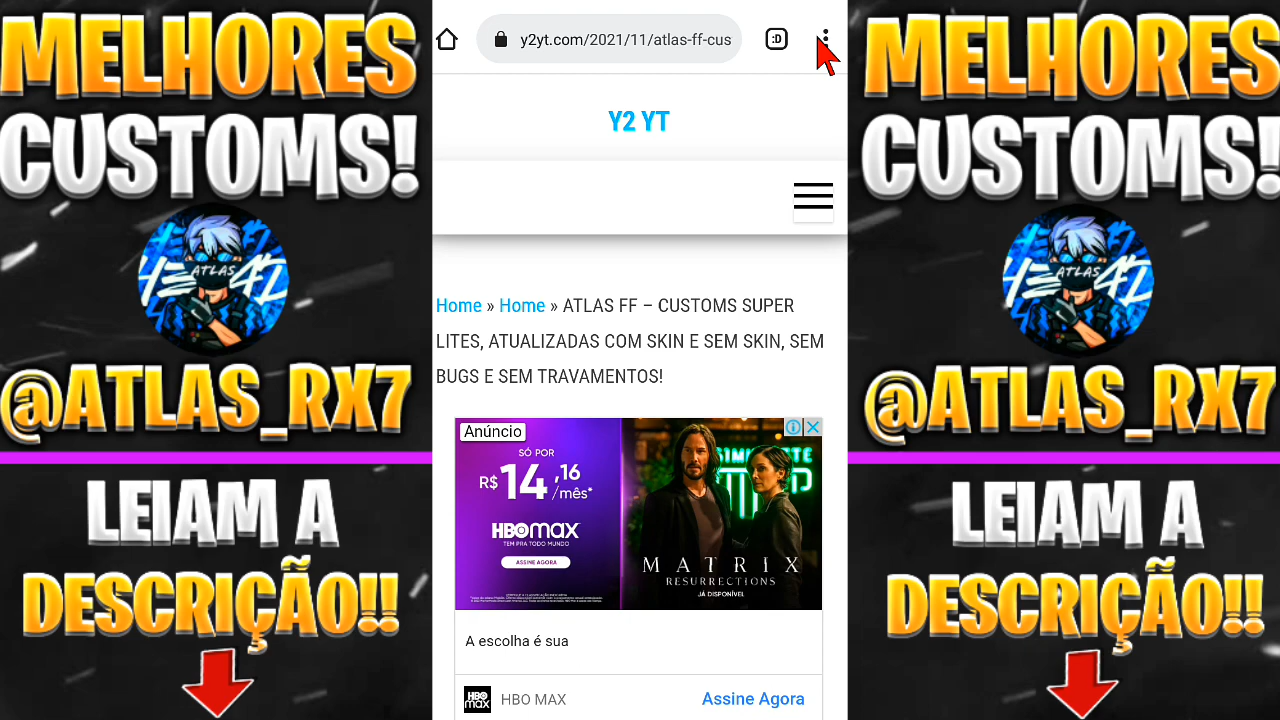 MELHORES
CUSTOMS!
ATLAS
@ATLAS_RX7
LEIAM A
DESCRIÇÃO!!
y2yt.com/2021/11/atlas-ff-cus
:D
Y2 YT
Home » Home » ATLAS FF – CUSTOMS SUPER
LITES, ATUALIZADAS COM SKIN E SEM SKIN, SEM
BUGS E SEM TRAVAMENTOS!
Anúncio
SÓ POR
R$ 14,16
/mês*
HBOMAX
TEM PRA TODO MUNDO
ASSINE AGORA
MATRIX
RESURRECTIONS
JÁ DISPONÍVEL
A escolha é sua
HBO
max
HBO MAX
Assine Agora
MELHORES
CUSTOMS!
ATLAS
@ATLAS_RX7
LEIAM A
DESCRIÇÃO!!